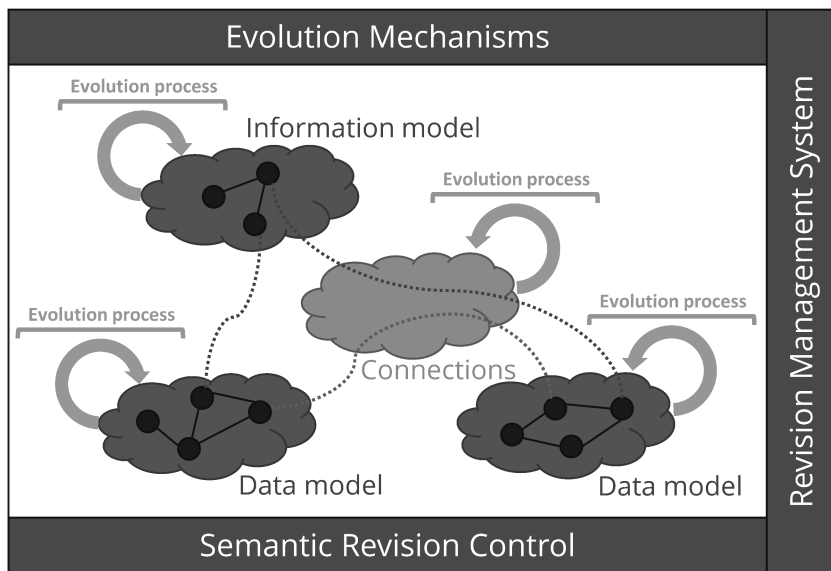 Evolution Mechanisms
Evolution process
Information model
Evolution process
Evolution process
Evolution process
Connections
Data model
Data model
Semantic Revision Control
Revision Management System